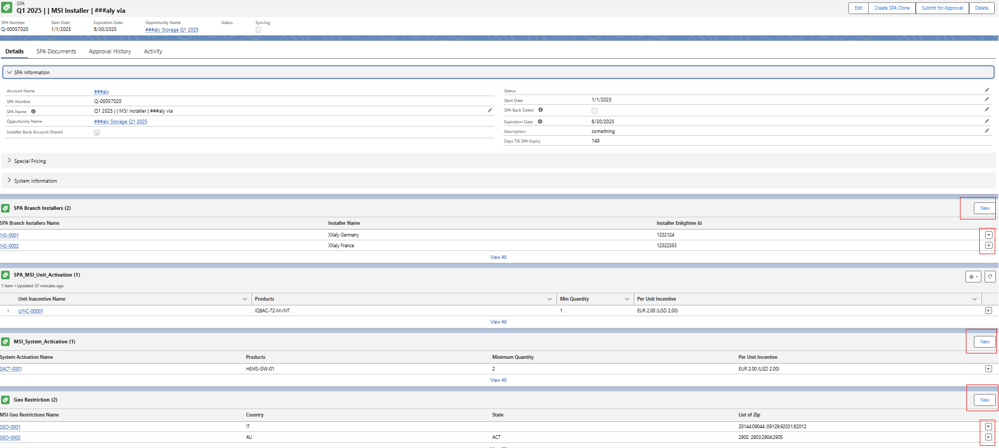 SPA
Q1 2025 | | MSI Installer | ###aly via
Edit Create SPA Clone Submit for Approval Delete
SPA Number Start Date Expiration Date Opportunity Name Status Syncing
Q-00057020 1/1/2025 6/30/2025 ###aly Storage Q1 2025
Details SPA Documents Approval History Activity
SPA Information
Account Name ###aly
SPA Number Q-00057020
SPA Name Q1 2025 | | MSI Installer | ###aly via
Opportunity Name ###aly Storage Q1 2025
Installer Bank Account Shared
Status
Start Date 1/1/2025
SPA Back Dated
Expiration Date 6/30/2025
Description something
Days Till SPA Expiry 149
Special Pricing
System Information
SPA Branch Installers (2) New
SPA Branch Installers Name Installer Name Installer Enlighten Id
INS-0001 XXaly Germany 1232124
INS-0002 XXaly France 12322355
View All
SPA_MSI_Unit_Activation (1)
1 item • Updated 37 minutes ago
Unit Inacentive Name Products Min Quantity Per Unit Incentive
1 UINC-00001 IQ8AC-72-M-INT 1 EUR 2.00 (USD 2.00)
View All
MSI_System_Actication (1) New
System Activation Name Products Minimum Quantity Per Unit Incentive
SACT-0001 HEMS-GW-01 2 EUR 2.00 (USD 2.00)
View All
Geo Restriction (2) New
MSI Geo Restrictions Name Country State List of Zip
GEO-0001 IT 20144;09044 ;09129;92031;62012
GEO-0002 AU ACT 2902 ;2903;2904;2905